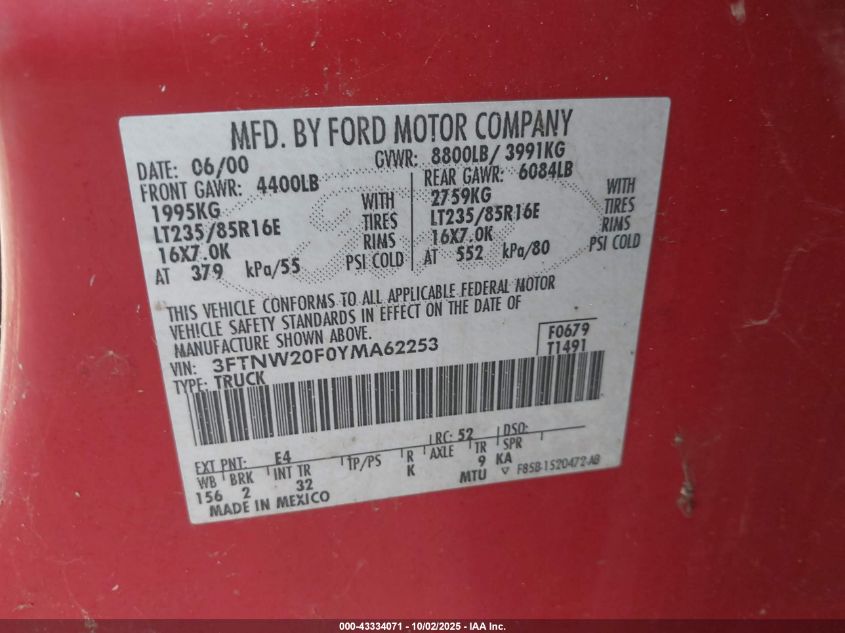 MFD. BY FORD MOTOR COMPANY
DATE: 06/00 GVWR: 8800LB/ 3991KG
FRONT GAWR: 4400LB REAR GAWR: 6084LB
1995KG WITH 2759KG WITH
LT235/85R16E TIRES LT235/85R16E TIRES
16X7.0K RIMS 16X7.0K RIMS
AT 379 kPa/55 PSI COLD AT 552 kPa/80 PSI COLD
THIS VEHICLE CONFORMS TO ALL APPLICABLE FEDERAL MOTOR
VEHICLE SAFETY STANDARDS IN EFFECT ON THE DATE OF
MANUFACTURE SHOWN ABOVE.
VIN: 3FTNW20F0YMA62253 F0679
TYPE: TRUCK T1491
EXT PNT: E4 RC: 52 DSO:
WB BRK INT TR TP/PS R AXLE TR SPR
156 2 32 K 9 KA
MADE IN MEXICO MTU F85B-1520472-AB
000-43334071 - 10/02/2025 - IAA Inc.